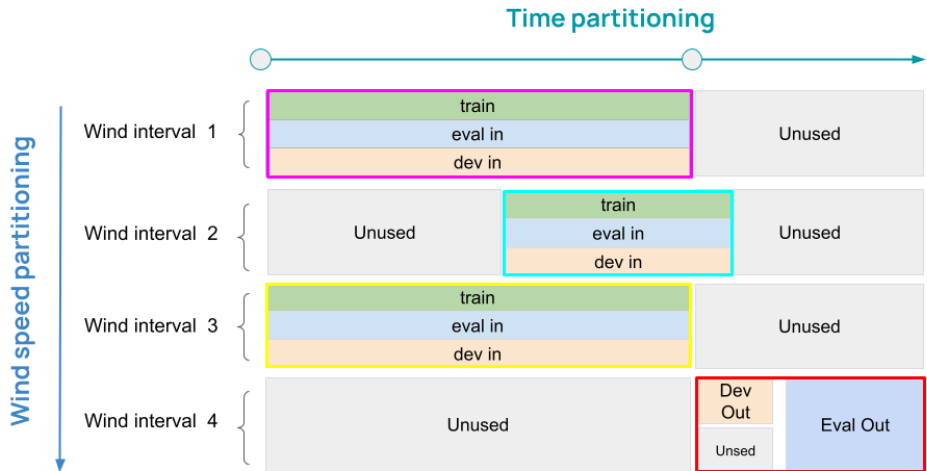 Time partitioning
Wind speed partitioning
Wind interval 1
train
eval in
dev in
Unused
Wind interval 2
Unused
train
eval in
dev in
Unused
Wind interval 3
train
eval in
dev in
Unused
Wind interval 4
Unused
Dev
Out
Unsed
Eval Out